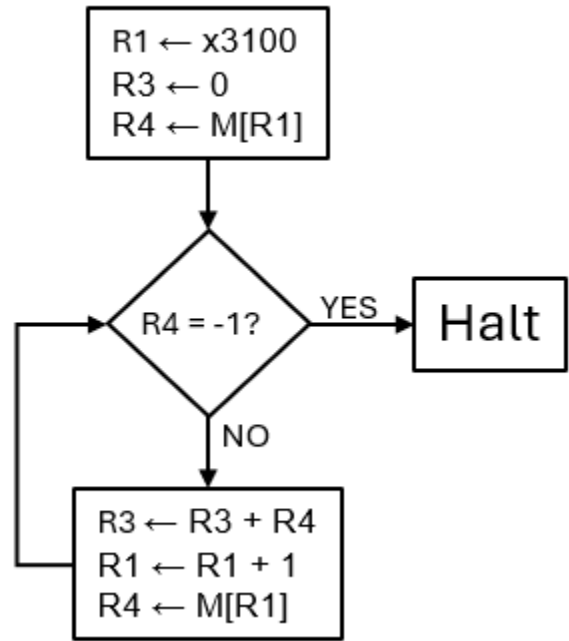 R1 ← x3100
R3 ← 0
R4 ← M[R1]
R4 = -1?
YES
Halt
NO
R3 ← R3 + R4
R1 ← R1 + 1
R4 ← M[R1]